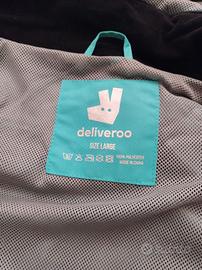 deliveroo
SIZE LARGE
100% POLYESTER
MADE IN CHINA